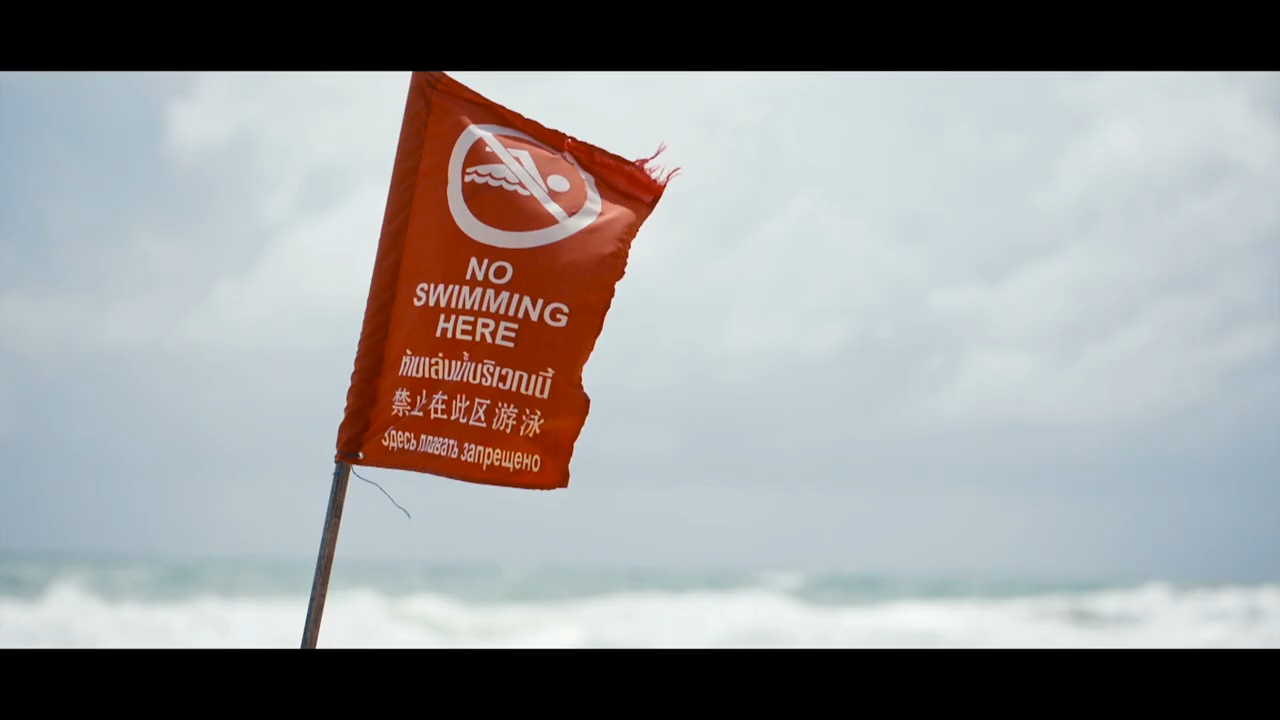 NO
SWIMMING
HERE
ห้ามเล่นน้ำบริเวณนี้
禁止在此区游泳
Здесь плавать запрещено